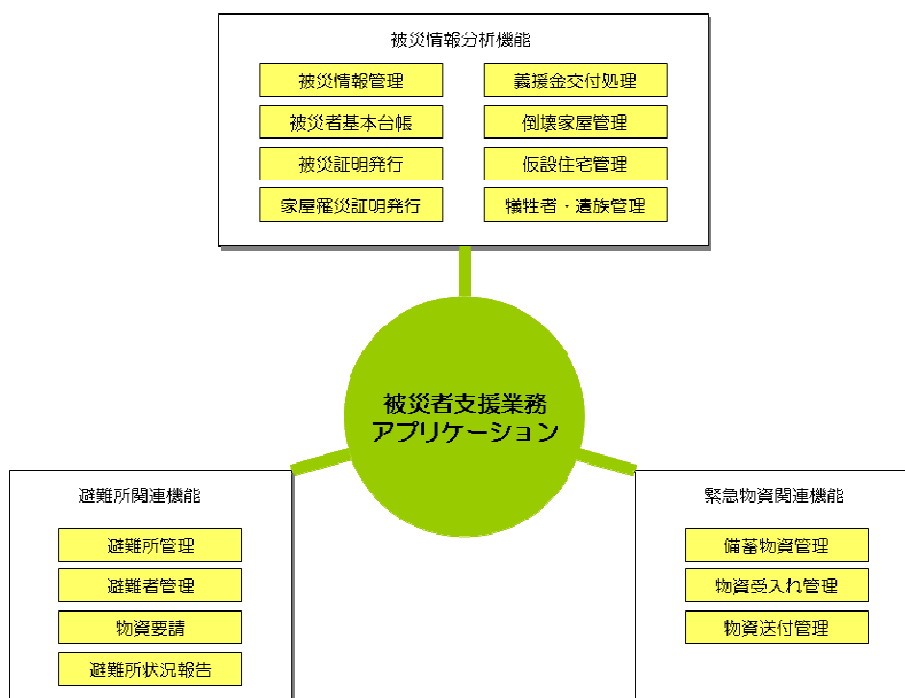 被災情報分析機能
被災情報管理
義援金交付処理
被災者基本台帳
倒壊家屋管理
被災証明発行
仮設住宅管理
家屋罹災証明発行
犠牲者・遺族管理
被災者支援業務
アプリケーション
避難所関連機能
避難所管理
避難者管理
物資要請
避難所状況報告
緊急物資関連機能
備蓄物資管理
物資受入れ管理
物資送付管理